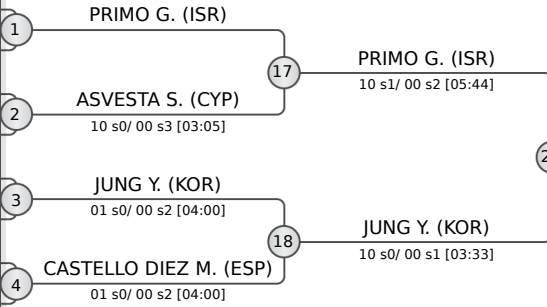 1
PRIMO G. (ISR)
17
PRIMO G. (ISR)
10 s1/ 00 s2 [05:44]
2
ASVESTA S. (CYP)
10 s0/ 00 s3 [03:05]
3
JUNG Y. (KOR)
01 s0/ 00 s2 [04:00]
18
JUNG Y. (KOR)
10 s0/ 00 s1 [03:33]
4
CASTELLO DIEZ M. (ESP)
01 s0/ 00 s2 [04:00]